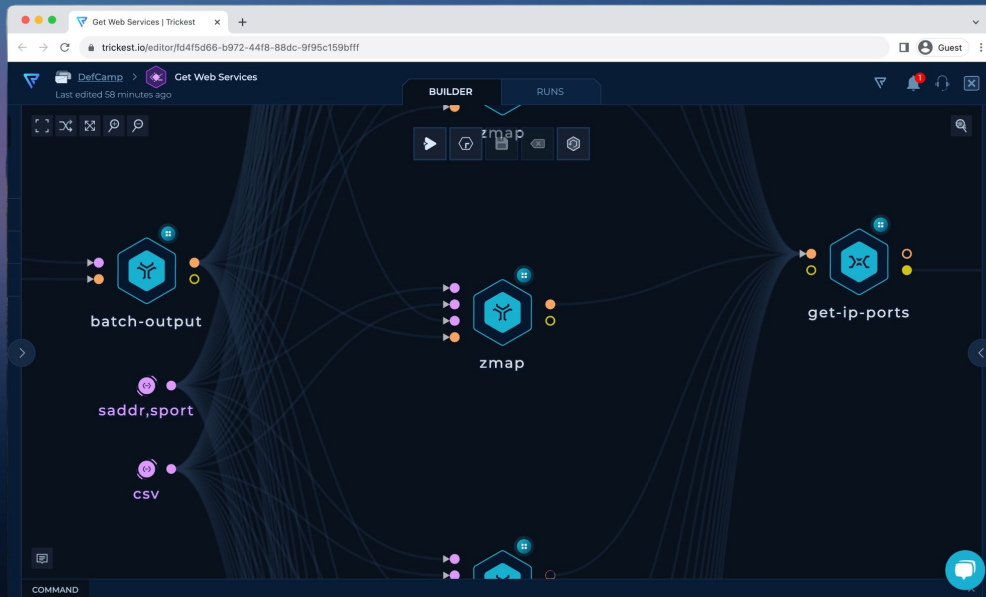 Get Web Services | Trickest
trickest.io/editor/fd4f5d66-b972-44f8-88dc-9f95c159bfff
Guest
DefCamp > Get Web Services
Last edited 58 minutes ago
BUILDER
RUNS
1
zmap
batch-output
get-ip-ports
zmap
saddr,sport
csv
COMMAND